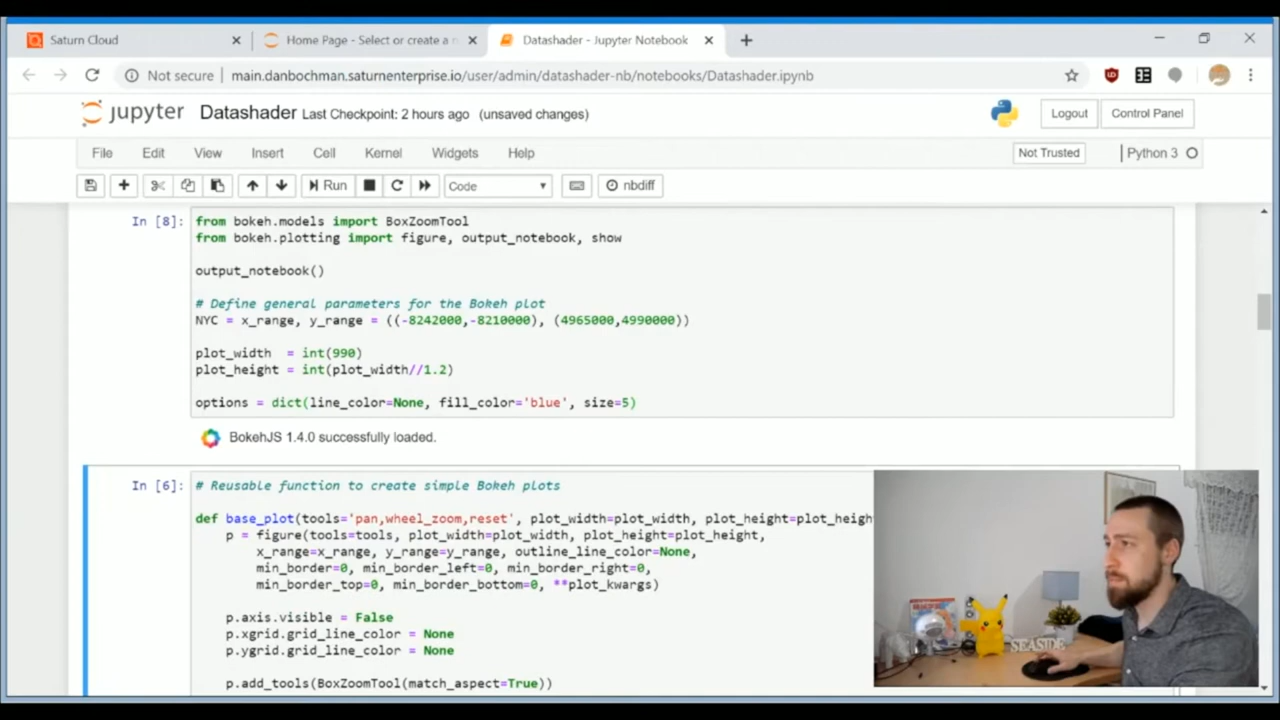 Saturn Cloud
Home Page - Select or create a n
Datashader - Jupyter Notebook
Not secure
main.danbochman.saturnenterprise.io/user/admin/datashader-nb/notebooks/Datashader.ipynb
jupyter Datashader Last Checkpoint: 2 hours ago (unsaved changes)
Logout Control Panel
File Edit View Insert Cell Kernel Widgets Help
Not Trusted Python 3
Run Code nbdiff
In [8]: from bokeh.models import BoxZoomTool
from bokeh.plotting import figure, output_notebook, show
output_notebook()
# Define general parameters for the Bokeh plot
NYC = x_range, y_range = ((-8242000,-8210000), (4965000,4990000))
plot_width = int(990)
plot_height = int(plot_width//1.2)
options = dict(line_color=None, fill_color='blue', size=5)
BokehJS 1.4.0 successfully loaded.
In [6]: # Reusable function to create simple Bokeh plots
def base_plot(tools='pan,wheel_zoom,reset', plot_width=plot_width, plot_height=plot_heigh
p = figure(tools=tools, plot_width=plot_width, plot_height=plot_height,
x_range=x_range, y_range=y_range, outline_line_color=None,
min_border=0, min_border_left=0, min_border_right=0,
min_border_top=0, min_border_bottom=0, **plot_kwargs)
p.axis.visible = False
p.xgrid.grid_line_color = None
p.ygrid.grid_line_color = None
p.add_tools(BoxZoomTool(match_aspect=True))
SEASIDE